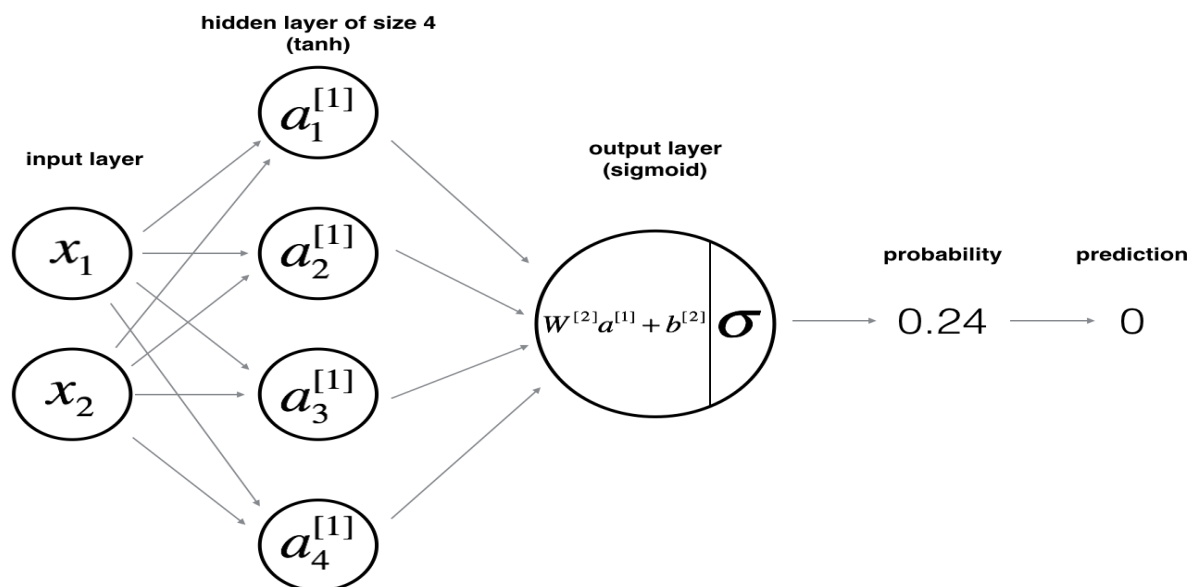 hidden layer of size 4
(tanh)
a₁^[1]
input layer
output layer
(sigmoid)
x₁
a₂^[1]
probability
prediction
W^[2]a^[1] + b^[2]
σ
0.24
0
x₂
a₃^[1]
a₄^[1]